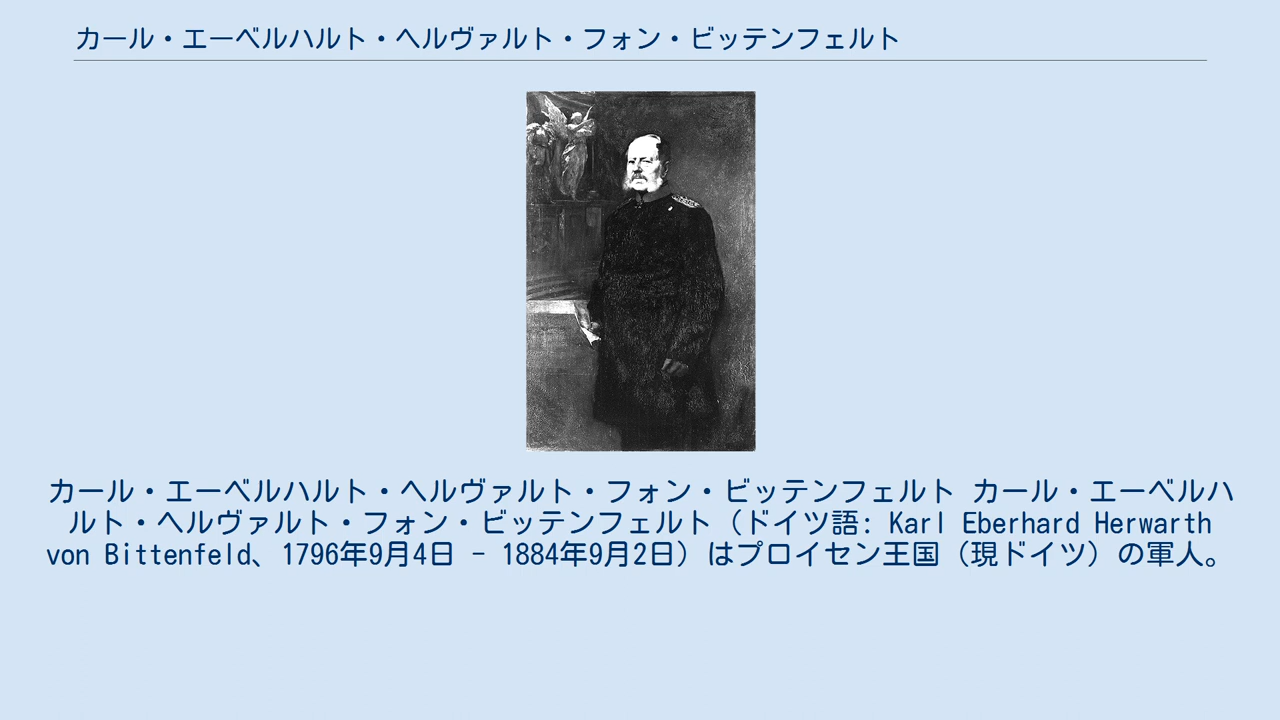 カール・エーベルハルト・ヘルヴァルト・フォン・ビッテンフェルト
カール・エーベルハルト・ヘルヴァルト・フォン・ビッテンフェルト カール・エーベルハ
ルト・ヘルヴァルト・フォン・ビッテンフェルト（ドイツ語: Karl Eberhard Herwarth
von Bittenfeld、1796年9月4日 - 1884年9月2日）はプロイセン王国（現ドイツ）の軍人。